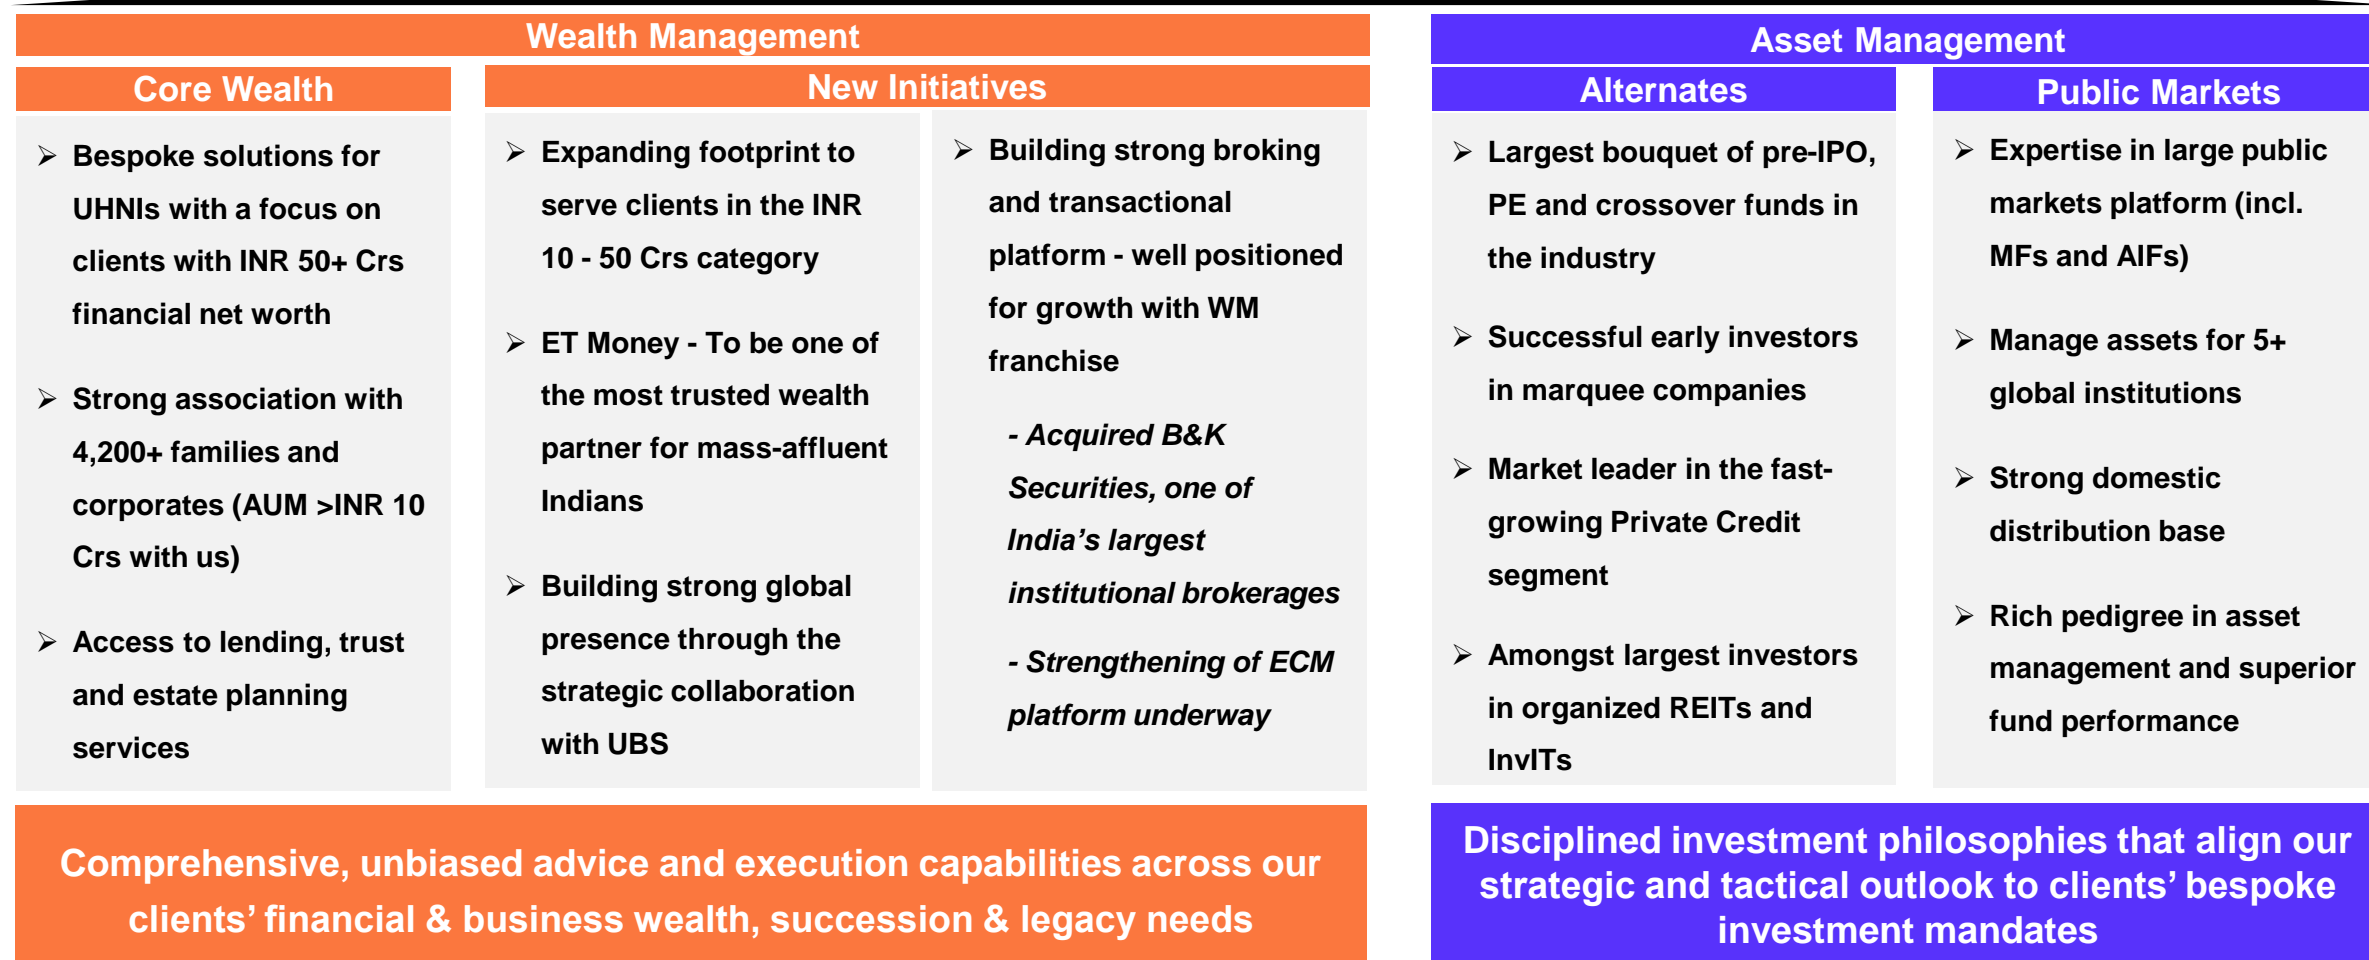 Wealth Management
Core Wealth
➢ Bespoke solutions for
UHNIs with a focus on
clients with INR 50+ Crs
financial net worth
➢ Strong association with
4,200+ families and
corporates (AUM >INR 10
Crs with us)
➢ Access to lending, trust
and estate planning
services
New Initiatives
➢ Expanding footprint to
serve clients in the INR
10 - 50 Crs category
➢ ET Money - To be one of
the most trusted wealth
partner for mass-affluent
Indians
➢ Building strong global
presence through the
strategic collaboration
with UBS
➢ Building strong broking
and transactional
platform - well positioned
for growth with WM
franchise
- Acquired B&K
Securities, one of
India’s largest
institutional brokerages
- Strengthening of ECM
platform underway
Comprehensive, unbiased advice and execution capabilities across our
clients’ financial & business wealth, succession & legacy needs
Asset Management
Alternates
➢ Largest bouquet of pre-IPO,
PE and crossover funds in
the industry
➢ Successful early investors
in marquee companies
➢ Market leader in the fast-
growing Private Credit
segment
➢ Amongst largest investors
in organized REITs and
InvITs
Public Markets
➢ Expertise in large public
markets platform (incl.
MFs and AIFs)
➢ Manage assets for 5+
global institutions
➢ Strong domestic
distribution base
➢ Rich pedigree in asset
management and superior
fund performance
Disciplined investment philosophies that align our
strategic and tactical outlook to clients’ bespoke
investment mandates